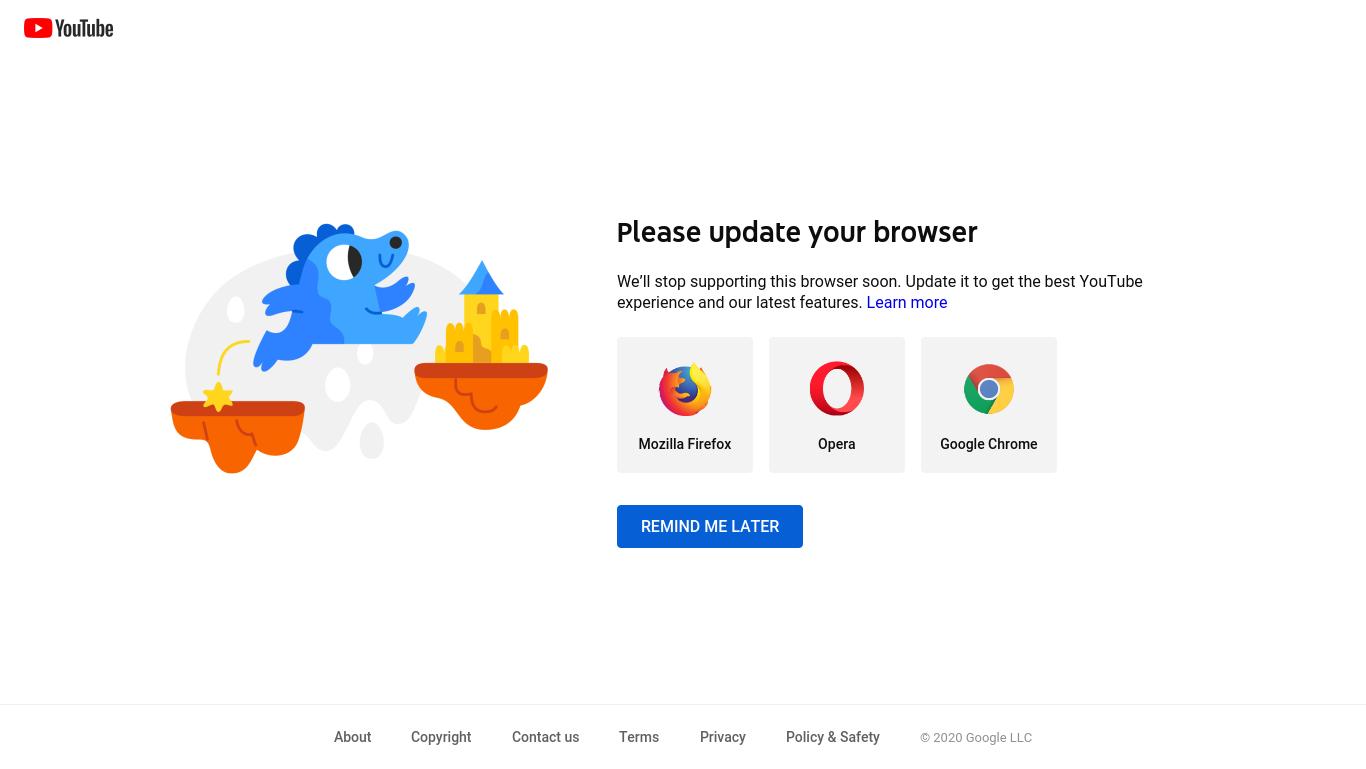 YouTube
Please update your browser
We’ll stop supporting this browser soon. Update it to get the best YouTube
experience and our latest features. Learn more
Mozilla Firefox
Opera
Google Chrome
REMIND ME LATER
About
Copyright
Contact us
Terms
Privacy
Policy & Safety
© 2020 Google LLC